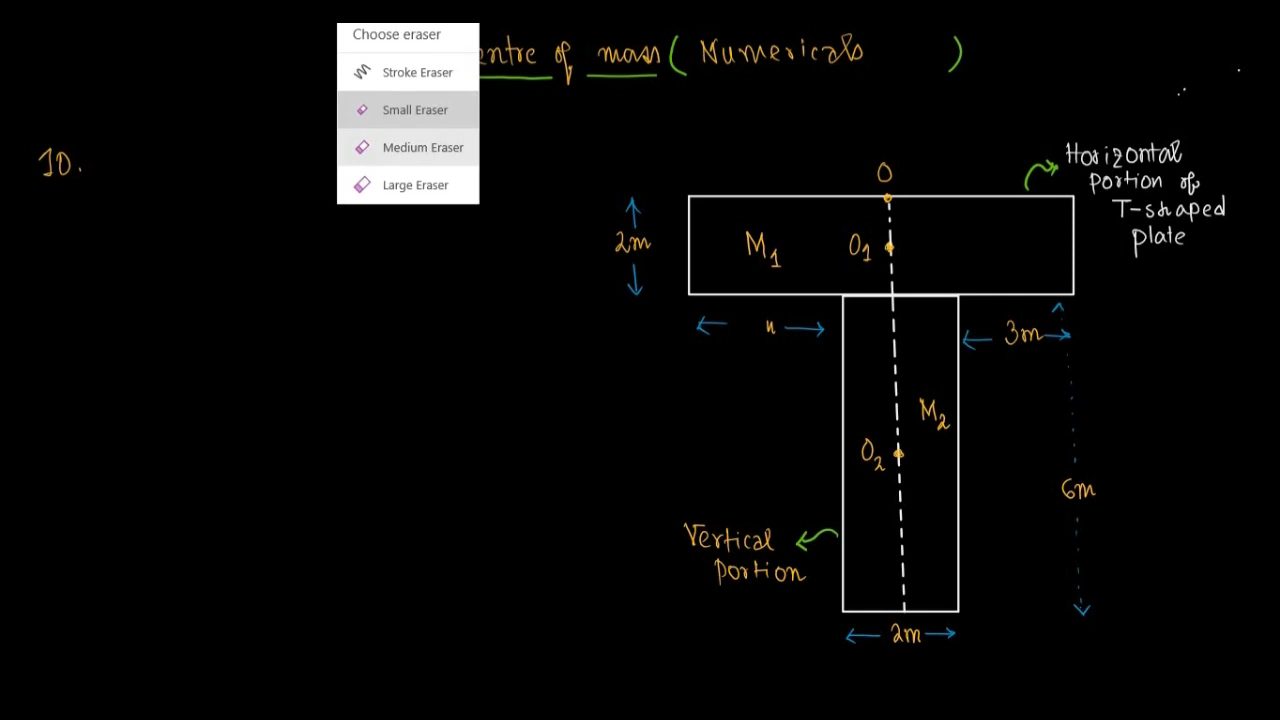 Choose eraser
Stroke Eraser
Small Eraser
Medium Eraser
Large Eraser
entre of mass ( Numericals )
10.
Horizontal
portion of
T-shaped
plate
O
2m
M1
O1
3m
M2
O2
6m
Vertical
portion
2m